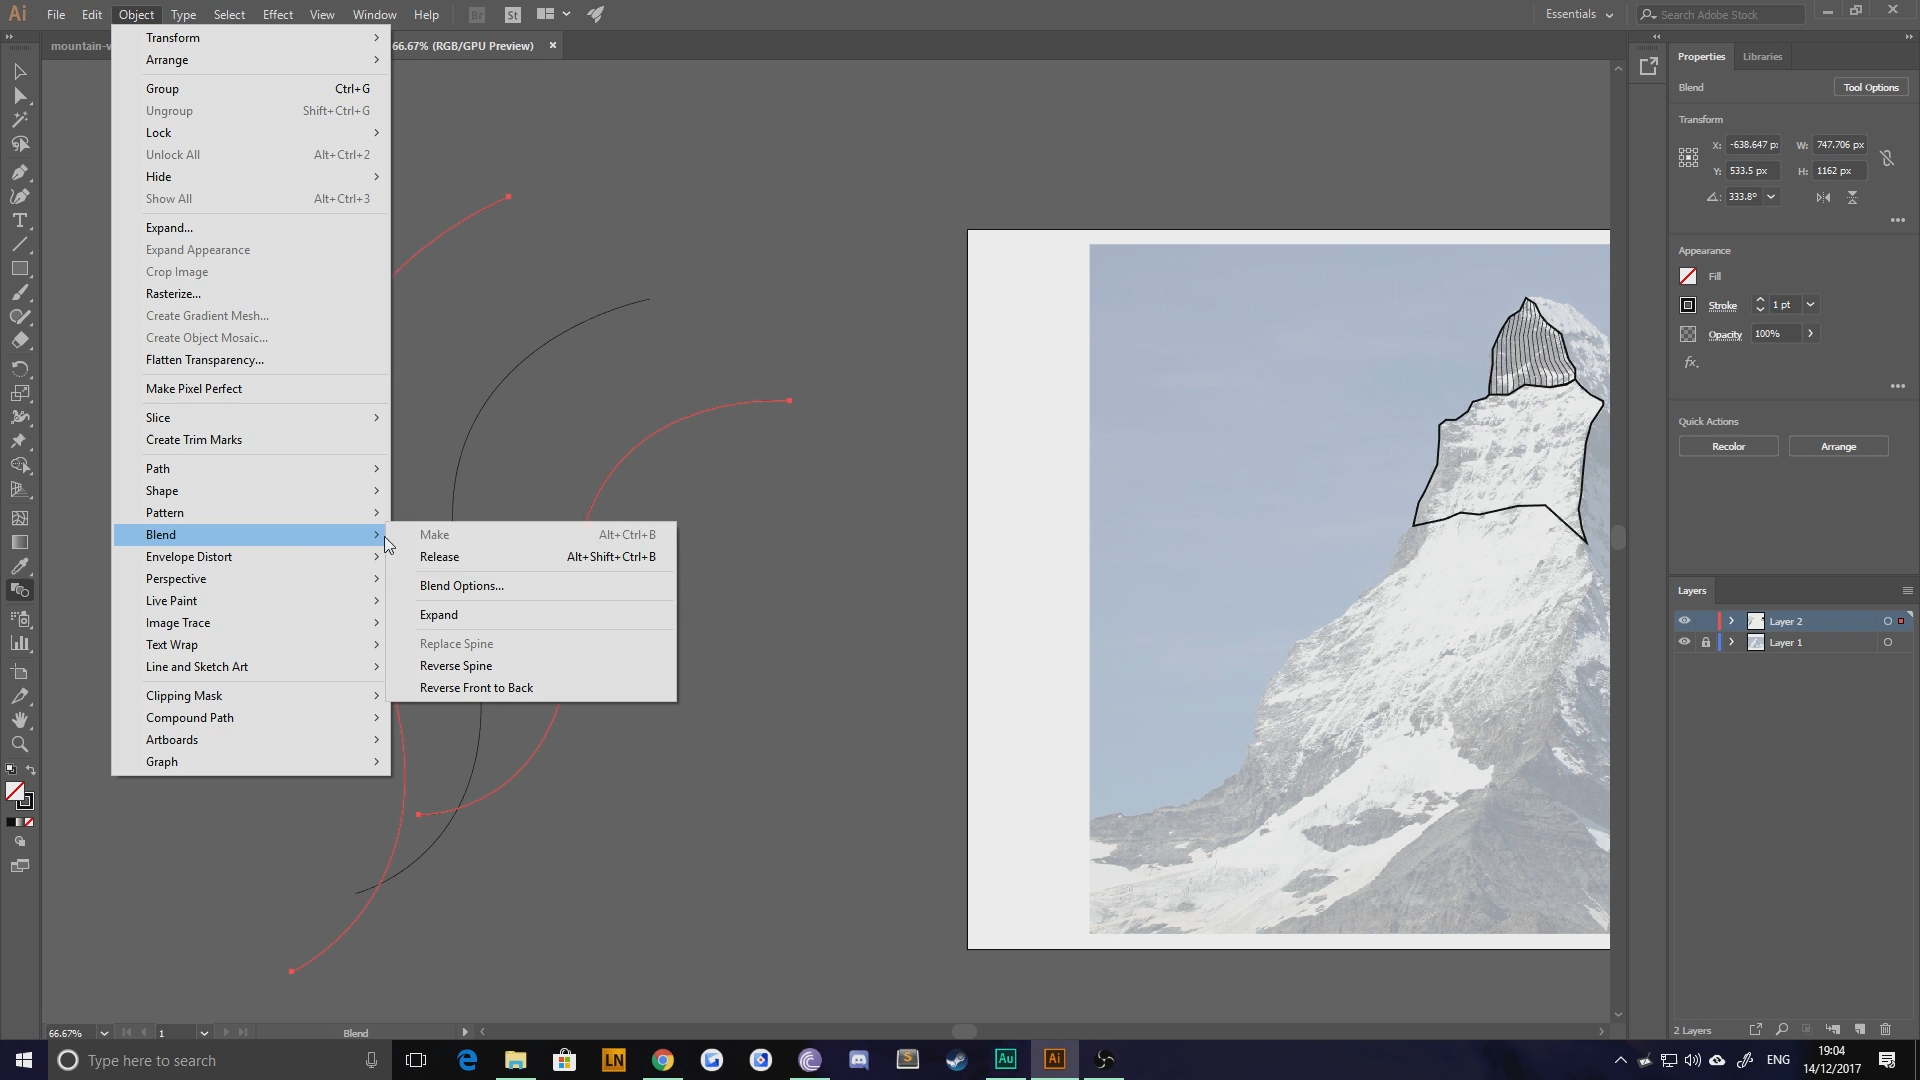 Ai File Edit Object Type Select Effect View Window Help Br St Essentials Search Adobe Stock
mountain-v 66.67% (RGB/GPU Preview) ×
Transform
Arrange
Group Ctrl+G
Ungroup Shift+Ctrl+G
Lock
Unlock All Alt+Ctrl+2
Hide
Show All Alt+Ctrl+3
Expand...
Expand Appearance
Crop Image
Rasterize...
Create Gradient Mesh...
Create Object Mosaic...
Flatten Transparency...
Make Pixel Perfect
Slice
Create Trim Marks
Path
Shape
Pattern
Blend
Envelope Distort
Perspective
Live Paint
Image Trace
Text Wrap
Line and Sketch Art
Clipping Mask
Compound Path
Artboards
Graph
Make Alt+Ctrl+B
Release Alt+Shift+Ctrl+B
Blend Options...
Expand
Replace Spine
Reverse Spine
Reverse Front to Back
Properties Libraries
Blend Tool Options
Transform
X: -638.647 p: W: 747.706 px
Y: 533.5 px H: 1162 px
333.8°
Appearance
Fill
Stroke 1 pt
Opacity 100%
fx.
Quick Actions
Recolor Arrange
Layers
Layer 2
Layer 1
2 Layers
66.67% 1 Blend
Type here to search LN S Au Ai ENG 19:04
14/12/2017